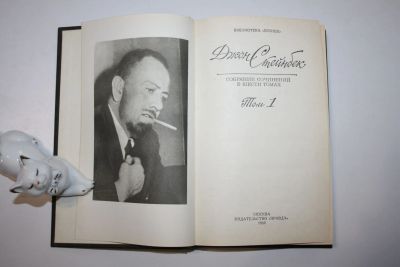 БИБЛИОТЕКА «ОГОНЕК»
Джон Стейнбек
СОБРАНИЕ СОЧИНЕНИЙ
В ШЕСТИ ТОМАХ
Том 1
МОСКВА
ИЗДАТЕЛЬСТВО «ПРАВДА»